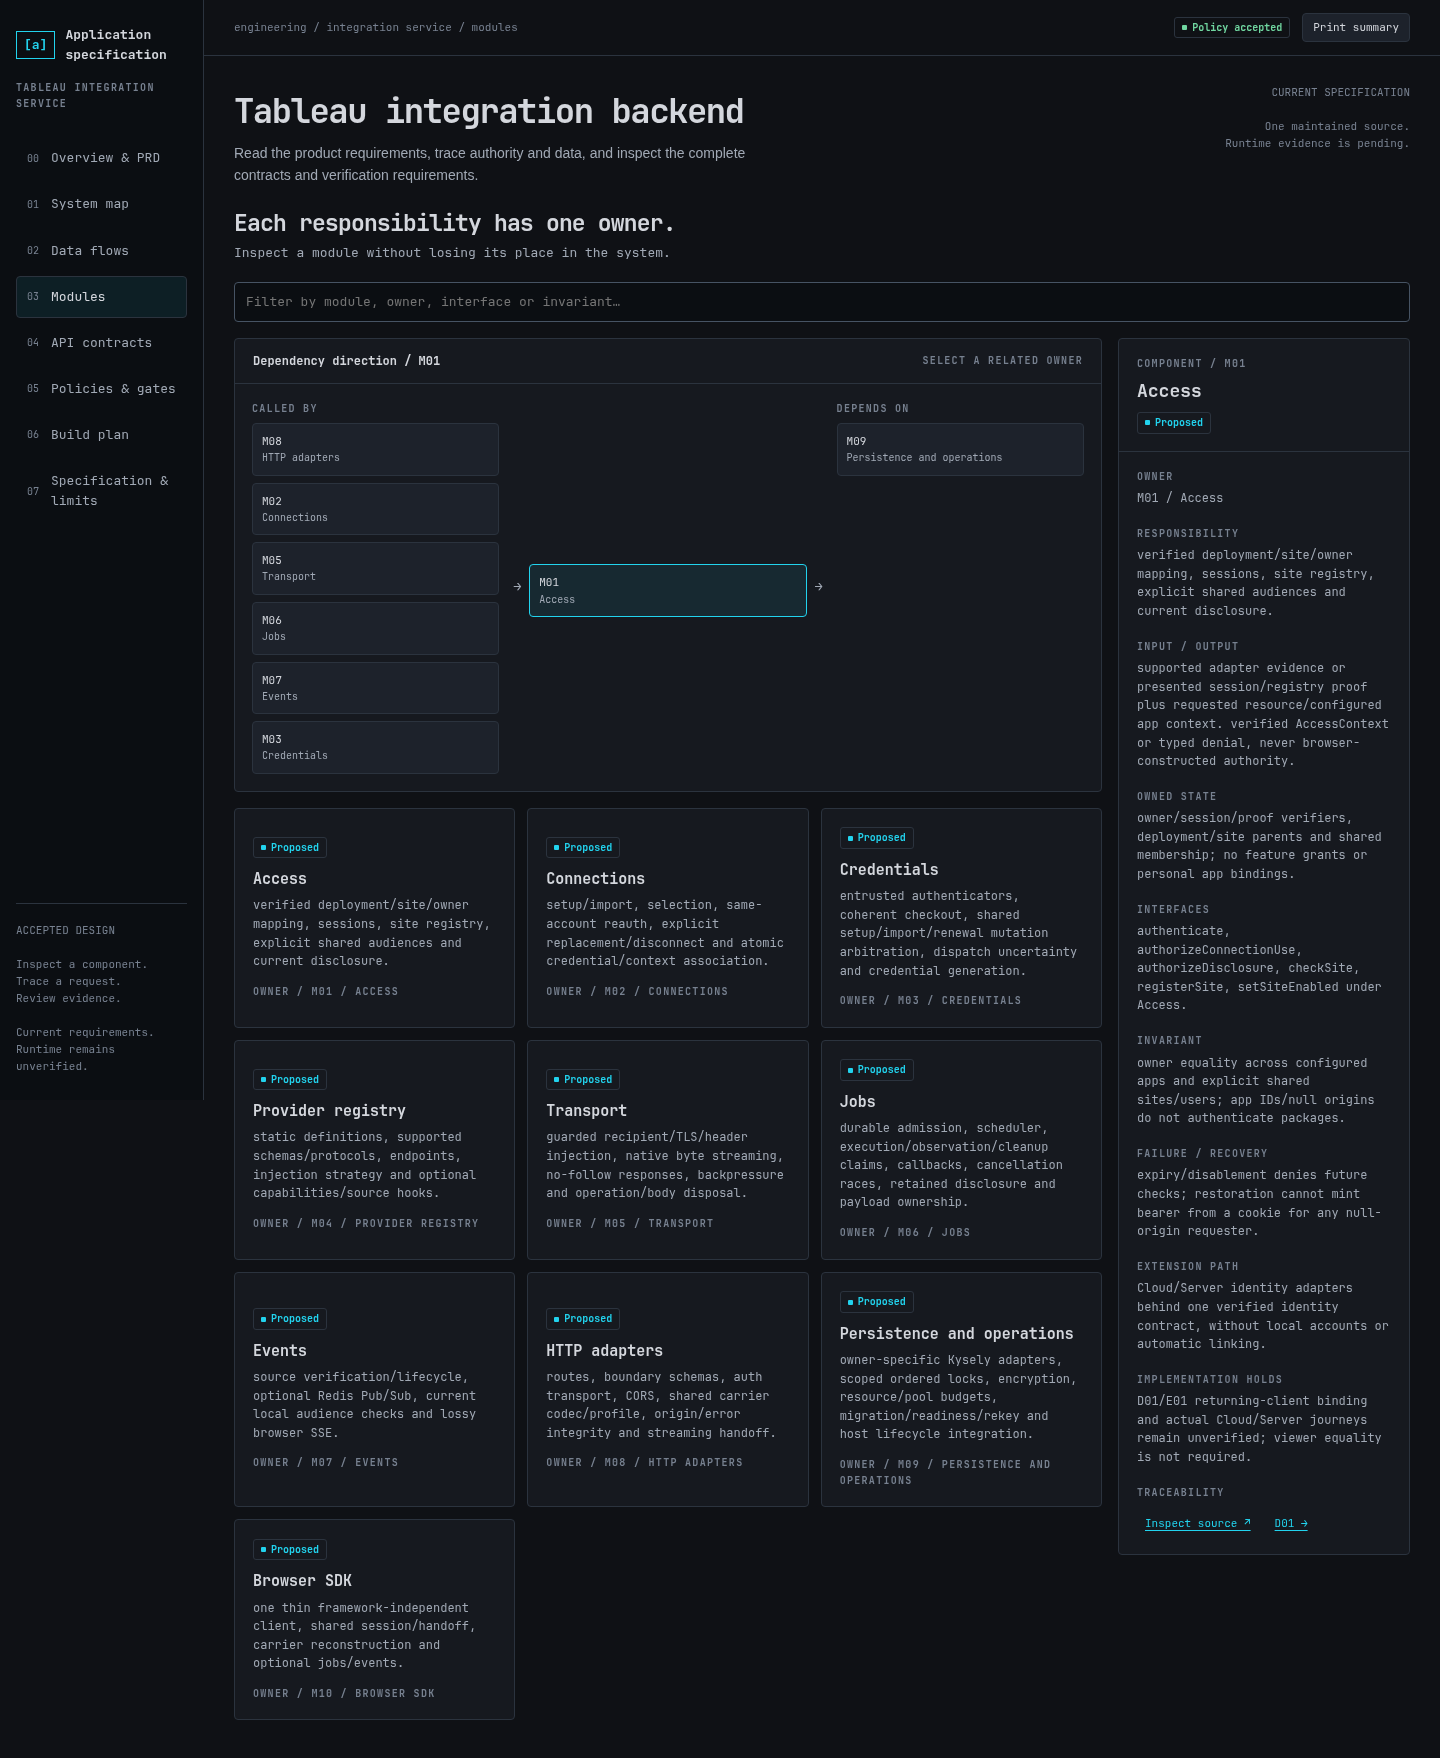 [a] Application
specification
TABLEAU INTEGRATION
SERVICE
00 Overview & PRD
01 System map
02 Data flows
03 Modules
04 API contracts
05 Policies & gates
06 Build plan
07 Specification &
limits
ACCEPTED DESIGN
Inspect a component.
Trace a request.
Review evidence.
Current requirements.
Runtime remains
unverified.
engineering / integration service / modules
Policy accepted
Print summary
Tableau integration backend
Read the product requirements, trace authority and data, and inspect the complete
contracts and verification requirements.
CURRENT SPECIFICATION
One maintained source.
Runtime evidence is pending.
Each responsibility has one owner.
Inspect a module without losing its place in the system.
Filter by module, owner, interface or invariant…
Dependency direction / M01
SELECT A RELATED OWNER
CALLED BY
M08
HTTP adapters
M02
Connections
M05
Transport
M06
Jobs
M07
Events
M03
Credentials
→
M01
Access
→
DEPENDS ON
M09
Persistence and operations
Proposed
Access
verified deployment/site/owner
mapping, sessions, site registry,
explicit shared audiences and
current disclosure.
OWNER / M01 / ACCESS
Proposed
Connections
setup/import, selection, same-
account reauth, explicit
replacement/disconnect and atomic
credential/context association.
OWNER / M02 / CONNECTIONS
Proposed
Credentials
entrusted authenticators,
coherent checkout, shared
setup/import/renewal mutation
arbitration, dispatch uncertainty
and credential generation.
OWNER / M03 / CREDENTIALS
Proposed
Provider registry
static definitions, supported
schemas/protocols, endpoints,
injection strategy and optional
capabilities/source hooks.
OWNER / M04 / PROVIDER REGISTRY
Proposed
Transport
guarded recipient/TLS/header
injection, native byte streaming,
no-follow responses, backpressure
and operation/body disposal.
OWNER / M05 / TRANSPORT
Proposed
Jobs
durable admission, scheduler,
execution/observation/cleanup
claims, callbacks, cancellation
races, retained disclosure and
payload ownership.
OWNER / M06 / JOBS
Proposed
Events
source verification/lifecycle,
optional Redis Pub/Sub, current
local audience checks and lossy
browser SSE.
OWNER / M07 / EVENTS
Proposed
HTTP adapters
routes, boundary schemas, auth
transport, CORS, shared carrier
codec/profile, origin/error
integrity and streaming handoff.
OWNER / M08 / HTTP ADAPTERS
Proposed
Persistence and operations
owner-specific Kysely adapters,
scoped ordered locks, encryption,
resource/pool budgets,
migration/readiness/rekey and
host lifecycle integration.
OWNER / M09 / PERSISTENCE AND
OPERATIONS
Proposed
Browser SDK
one thin framework-independent
client, shared session/handoff,
carrier reconstruction and
optional jobs/events.
OWNER / M10 / BROWSER SDK
COMPONENT / M01
Access
Proposed
OWNER
M01 / Access
RESPONSIBILITY
verified deployment/site/owner
mapping, sessions, site registry,
explicit shared audiences and
current disclosure.
INPUT / OUTPUT
supported adapter evidence or
presented session/registry proof
plus requested resource/configured
app context. verified AccessContext
or typed denial, never browser-
constructed authority.
OWNED STATE
owner/session/proof verifiers,
deployment/site parents and shared
membership; no feature grants or
personal app bindings.
INTERFACES
authenticate,
authorizeConnectionUse,
authorizeDisclosure, checkSite,
registerSite, setSiteEnabled under
Access.
INVARIANT
owner equality across configured
apps and explicit shared
sites/users; app IDs/null origins
do not authenticate packages.
FAILURE / RECOVERY
expiry/disablement denies future
checks; restoration cannot mint
bearer from a cookie for any null-
origin requester.
EXTENSION PATH
Cloud/Server identity adapters
behind one verified identity
contract, without local accounts or
automatic linking.
IMPLEMENTATION HOLDS
D01/E01 returning-client binding
and actual Cloud/Server journeys
remain unverified; viewer equality
is not required.
TRACEABILITY
Inspect source ↗ D01 →